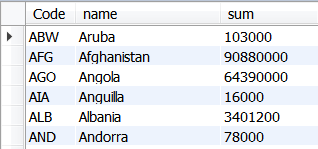 Code name sum
ABW Aruba 103000
AFG Afghanistan 90880000
AGO Angola 64390000
AIA Anguilla 16000
ALB Albania 3401200
AND Andorra 78000